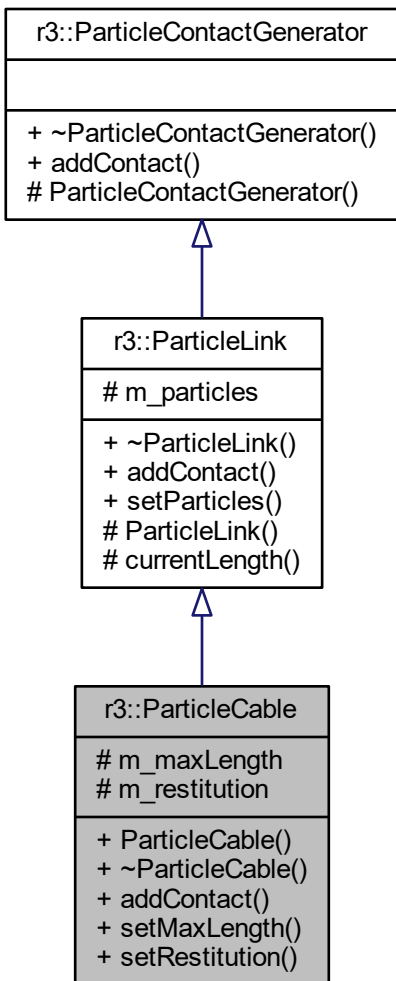 r3::ParticleContactGenerator
+ ~ParticleContactGenerator()
+ addContact()
# ParticleContactGenerator()
r3::ParticleLink
# m_particles
+ ~ParticleLink()
+ addContact()
+ setParticles()
# ParticleLink()
# currentLength()
r3::ParticleCable
# m_maxLength
# m_restitution
+ ParticleCable()
+ ~ParticleCable()
+ addContact()
+ setMaxLength()
+ setRestitution()